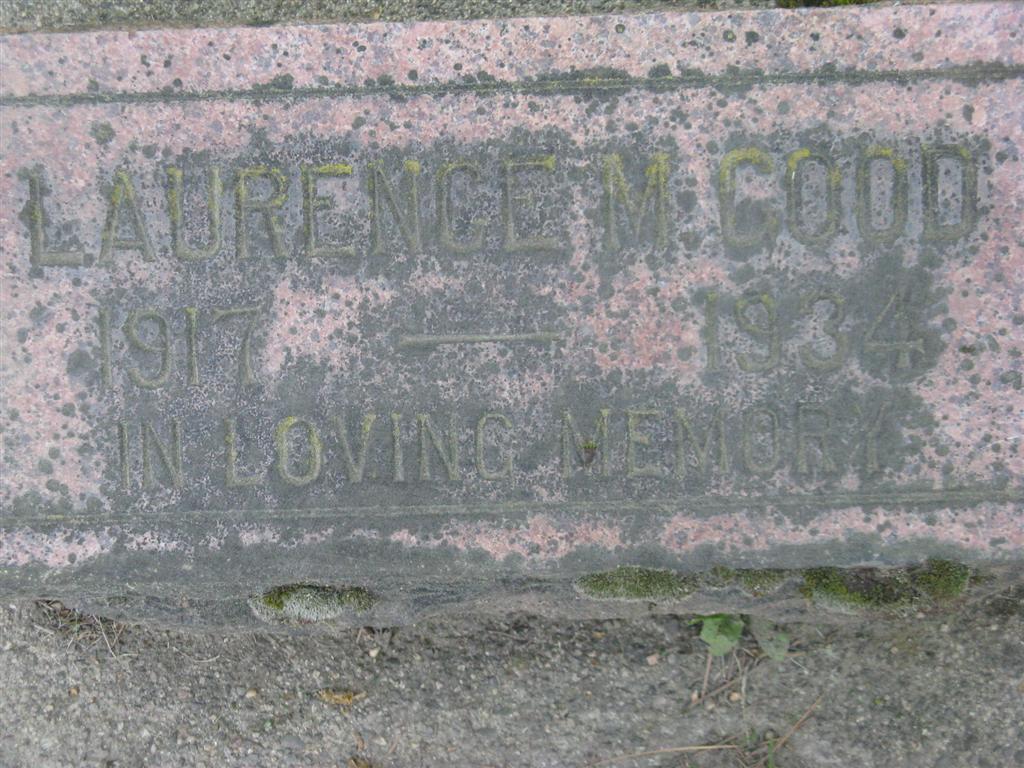 LAURENCE M GOOD
1917 — 1934
IN LOVING MEMORY